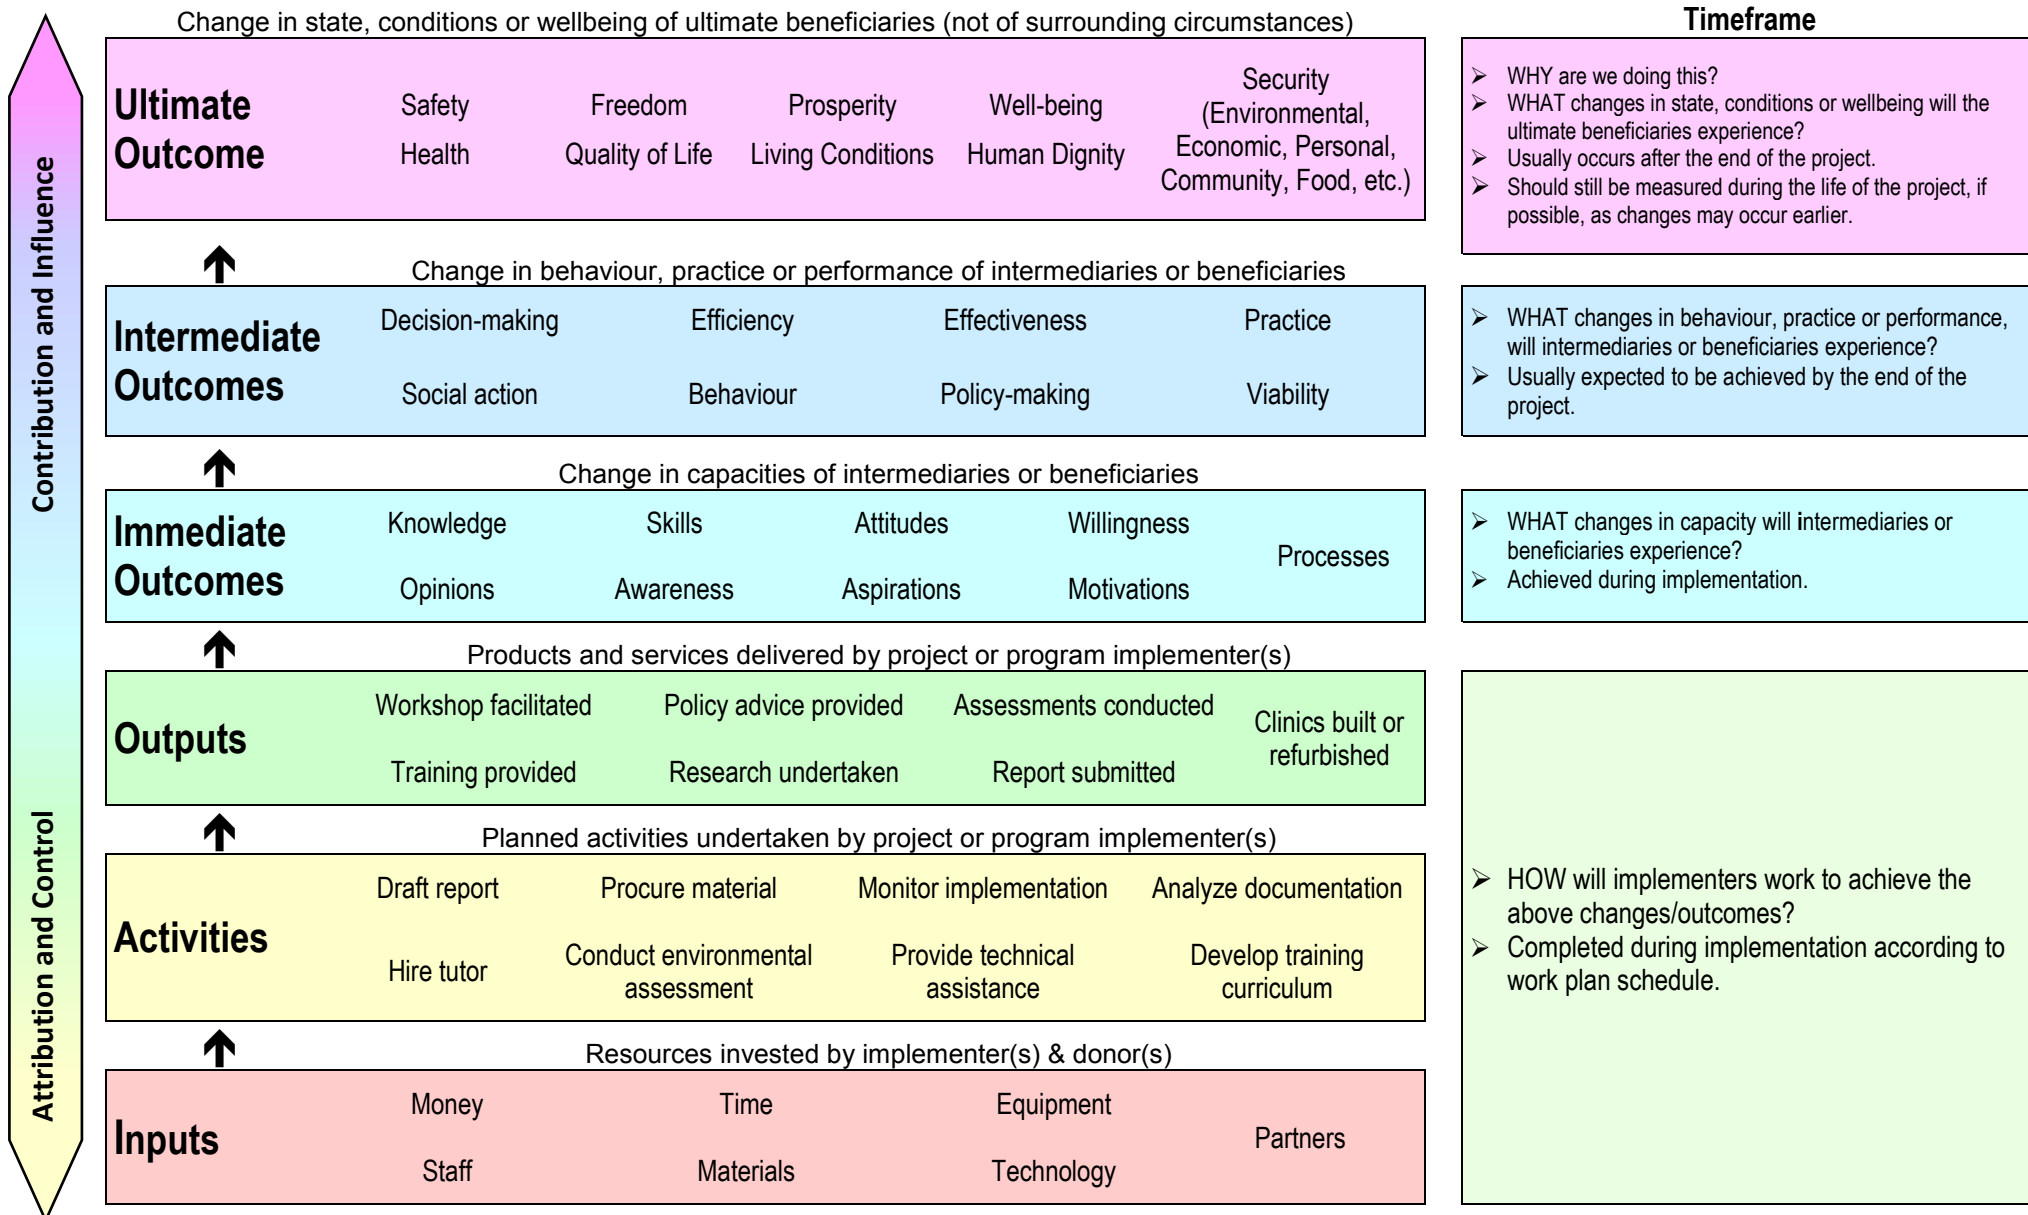 Change in state, conditions or wellbeing of ultimate beneficiaries (not of surrounding circumstances)
Timeframe
Ultimate
Outcome
Safety
Freedom
Prosperity
Well-being
Health
Quality of Life
Living Conditions
Human Dignity
Security
(Environmental,
Economic, Personal,
Community, Food, etc.)
➢ WHY are we doing this?
➢ WHAT changes in state, conditions or wellbeing will the
ultimate beneficiaries experience?
➢ Usually occurs after the end of the project.
➢ Should still be measured during the life of the project, if
possible, as changes may occur earlier.
Contribution and Influence
Change in behaviour, practice or performance of intermediaries or beneficiaries
Intermediate
Outcomes
Decision-making
Efficiency
Effectiveness
Practice
Social action
Behaviour
Policy-making
Viability
➢ WHAT changes in behaviour, practice or performance,
will intermediaries or beneficiaries experience?
➢ Usually expected to be achieved by the end of the
project.
Change in capacities of intermediaries or beneficiaries
Immediate
Outcomes
Knowledge
Skills
Attitudes
Willingness
Opinions
Awareness
Aspirations
Motivations
Processes
➢ WHAT changes in capacity will intermediaries or
beneficiaries experience?
➢ Achieved during implementation.
Products and services delivered by project or program implementer(s)
Outputs
Workshop facilitated
Policy advice provided
Assessments conducted
Training provided
Research undertaken
Report submitted
Clinics built or
refurbished
Attribution and Control
Planned activities undertaken by project or program implementer(s)
Activities
Draft report
Procure material
Monitor implementation
Analyze documentation
Hire tutor
Conduct environmental
assessment
Provide technical
assistance
Develop training
curriculum
➢ HOW will implementers work to achieve the
above changes/outcomes?
➢ Completed during implementation according to
work plan schedule.
Resources invested by implementer(s) & donor(s)
Inputs
Money
Time
Equipment
Staff
Materials
Technology
Partners